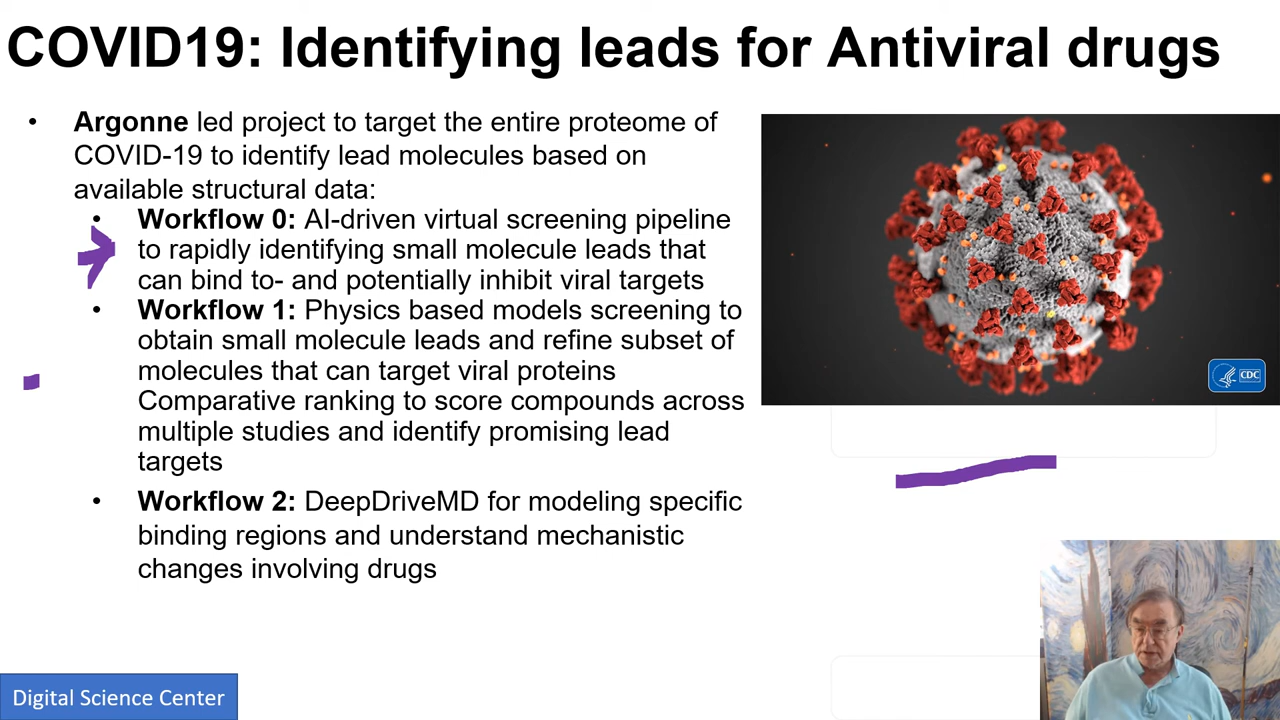 COVID19: Identifying leads for Antiviral drugs
• Argonne led project to target the entire proteome of
COVID-19 to identify lead molecules based on
available structural data:
• Workflow 0: AI-driven virtual screening pipeline
to rapidly identifying small molecule leads that
can bind to- and potentially inhibit viral targets
• Workflow 1: Physics based models screening to
obtain small molecule leads and refine subset of
molecules that can target viral proteins
Comparative ranking to score compounds across
multiple studies and identify promising lead
targets
• Workflow 2: DeepDriveMD for modeling specific
binding regions and understand mechanistic
changes involving drugs
CDC
Digital Science Center